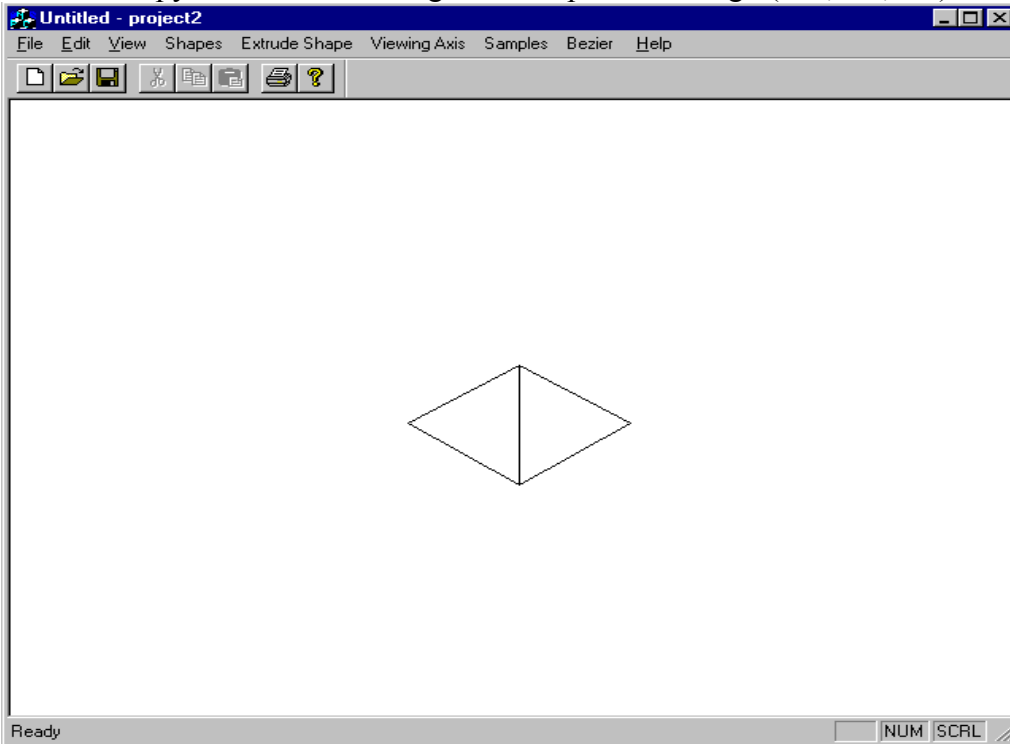 Untitled - project2
File Edit View Shapes Extrude Shape Viewing Axis Samples Bezier Help
Ready NUM SCRL